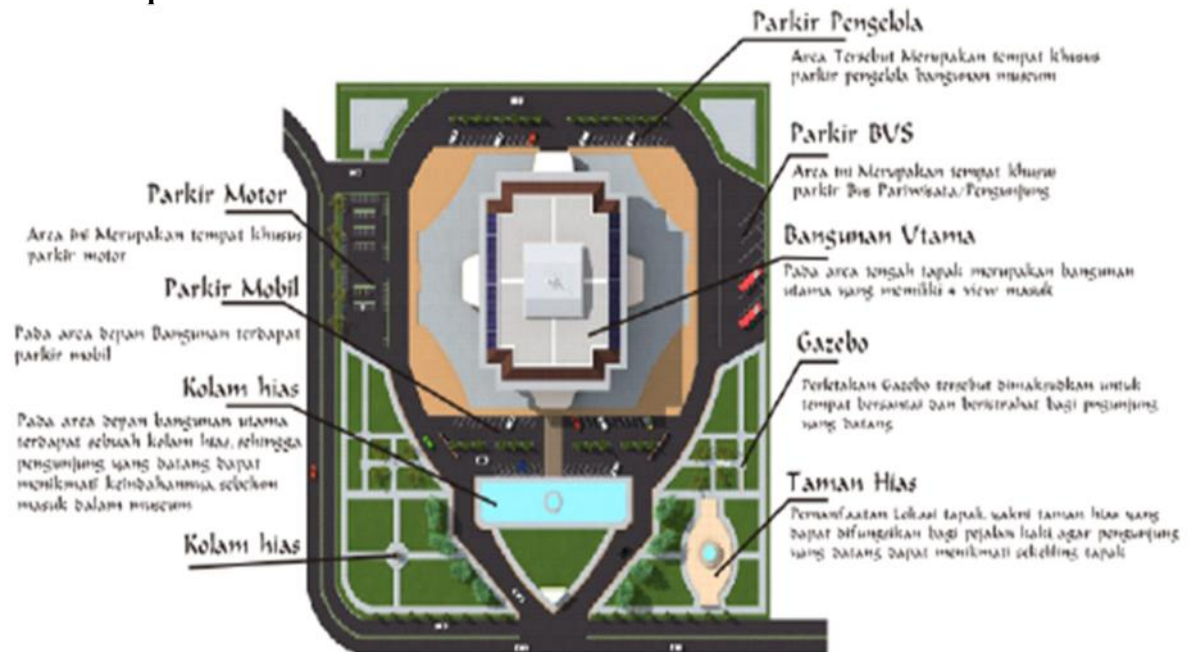 Parkir Pengelola
Area Tersebut Merupakan tempat khusus
parkir pengelola bangunan museum
Parkir BUS
Area ini Merupakan tempat khusus
parkir Bus Pariwisata/Pengunjung
Bangunan Utama
Pada area tengah tapak merupakan bangunan
utama yang memiliki 4 view masuk
Gazebo
Perletakan Gazebo tersebut dimaksudkan untuk
tempat bersantai dan beristrahat bagi pngunjung
yang datang
Taman Hias
Pemanfaatan Lokasi tapak, yakni taman hias yang
dapat difungsikan bagi pejalan kaki agar pengunjung
yang datang dapat menikmati sekeliling tapak
Parkir Motor
Area ini Merupakan tempat khusus
parkir motor
Parkir Mobil
Pada area depan Bangunan terdapat
parkir mobil
Kolam hias
Pada area depan bangunan utama
terdapat sebuah kolam hias, sehingga
pengunjung yang datang dapat
menikmati keindahannya sebelum
masuk dalam museum
Kolam hias